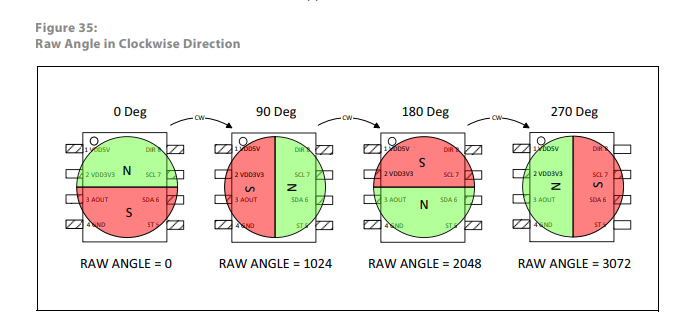 Figure 35:
Raw Angle in Clockwise Direction
0 Deg
CW
90 Deg
CW
180 Deg
CW
270 Deg
1 VDD5V
DIR 8
2 VDD3V3
N
SCL 7
3 AOUT
S
SDA 6
4 GND
ST 5
1 VDD5V
DIR 8
2 VDD3V3
SCL 7
S
N
3 AOUT
SDA 6
4 GND
ST 5
1 VDD5V
DIR 8
2 VDD3V3
S
SCL 7
3 AOUT
N
SDA 6
4 GND
ST 5
1 VDD5V
DIR 8
2 VDD3V3
SCL 7
N
S
3 AOUT
SDA 6
4 GND
ST 5
RAW ANGLE = 0
RAW ANGLE = 1024
RAW ANGLE = 2048
RAW ANGLE = 3072